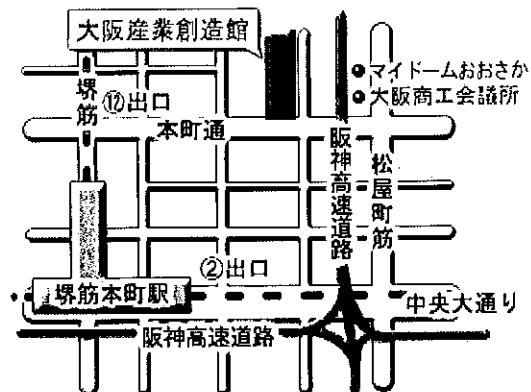 大阪産業創造館
マイドームおおさか
大阪商工会議所
堺筋
⑫出口
本町通
阪神高速道路
松屋町筋
②出口
堺筋本町駅
中央大通り
阪神高速道路